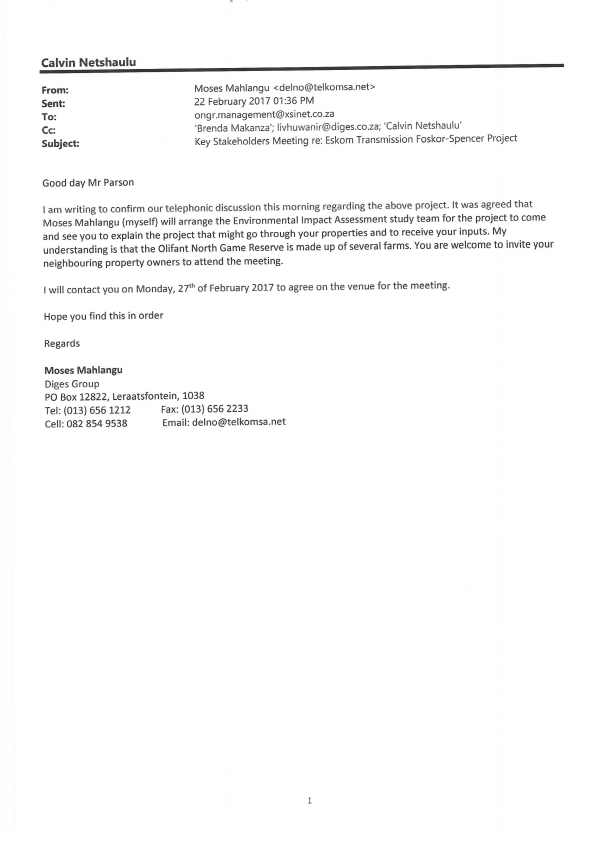 Calvin Netshaulu
From: Moses Mahlangu <delno@telkomsa.net>
Sent: 22 February 2017 01:36 PM
To: ongr.management@xsinet.co.za
Cc: 'Brenda Makanza'; livhuwanir@diges.co.za; 'Calvin Netshaulu'
Subject: Key Stakeholders Meeting re: Eskom Transmission Foskor-Spencer Project
Good day Mr Parson
I am writing to confirm our telephonic discussion this morning regarding the above project. It was agreed that
Moses Mahlangu (myself) will arrange the Environmental Impact Assessment study team for the project to come
and see you to explain the project that might go through your properties and to receive your inputs. My
understanding is that the Olifant North Game Reserve is made up of several farms. You are welcome to invite your
neighbouring property owners to attend the meeting.
I will contact you on Monday, 27th of February 2017 to agree on the venue for the meeting.
Hope you find this in order
Regards
Moses Mahlangu
Diges Group
PO Box 12822, Leraatsfontein, 1038
Tel: (013) 656 1212 Fax: (013) 656 2233
Cell: 082 854 9538 Email: delno@telkomsa.net
1